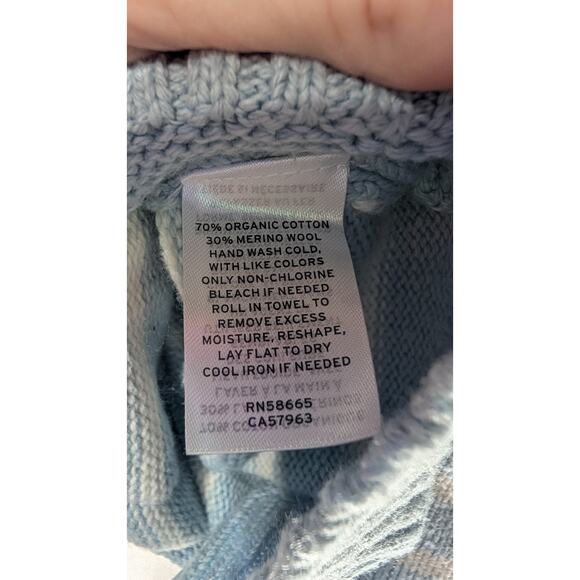 70% ORGANIC COTTON
30% MERINO WOOL
HAND WASH COLD,
WITH LIKE COLORS
ONLY NON-CHLORINE
BLEACH IF NEEDED
ROLL IN TOWEL TO
REMOVE EXCESS
MOISTURE, RESHAPE,
LAY FLAT TO DRY
COOL IRON IF NEEDED
RN58665
CA57963